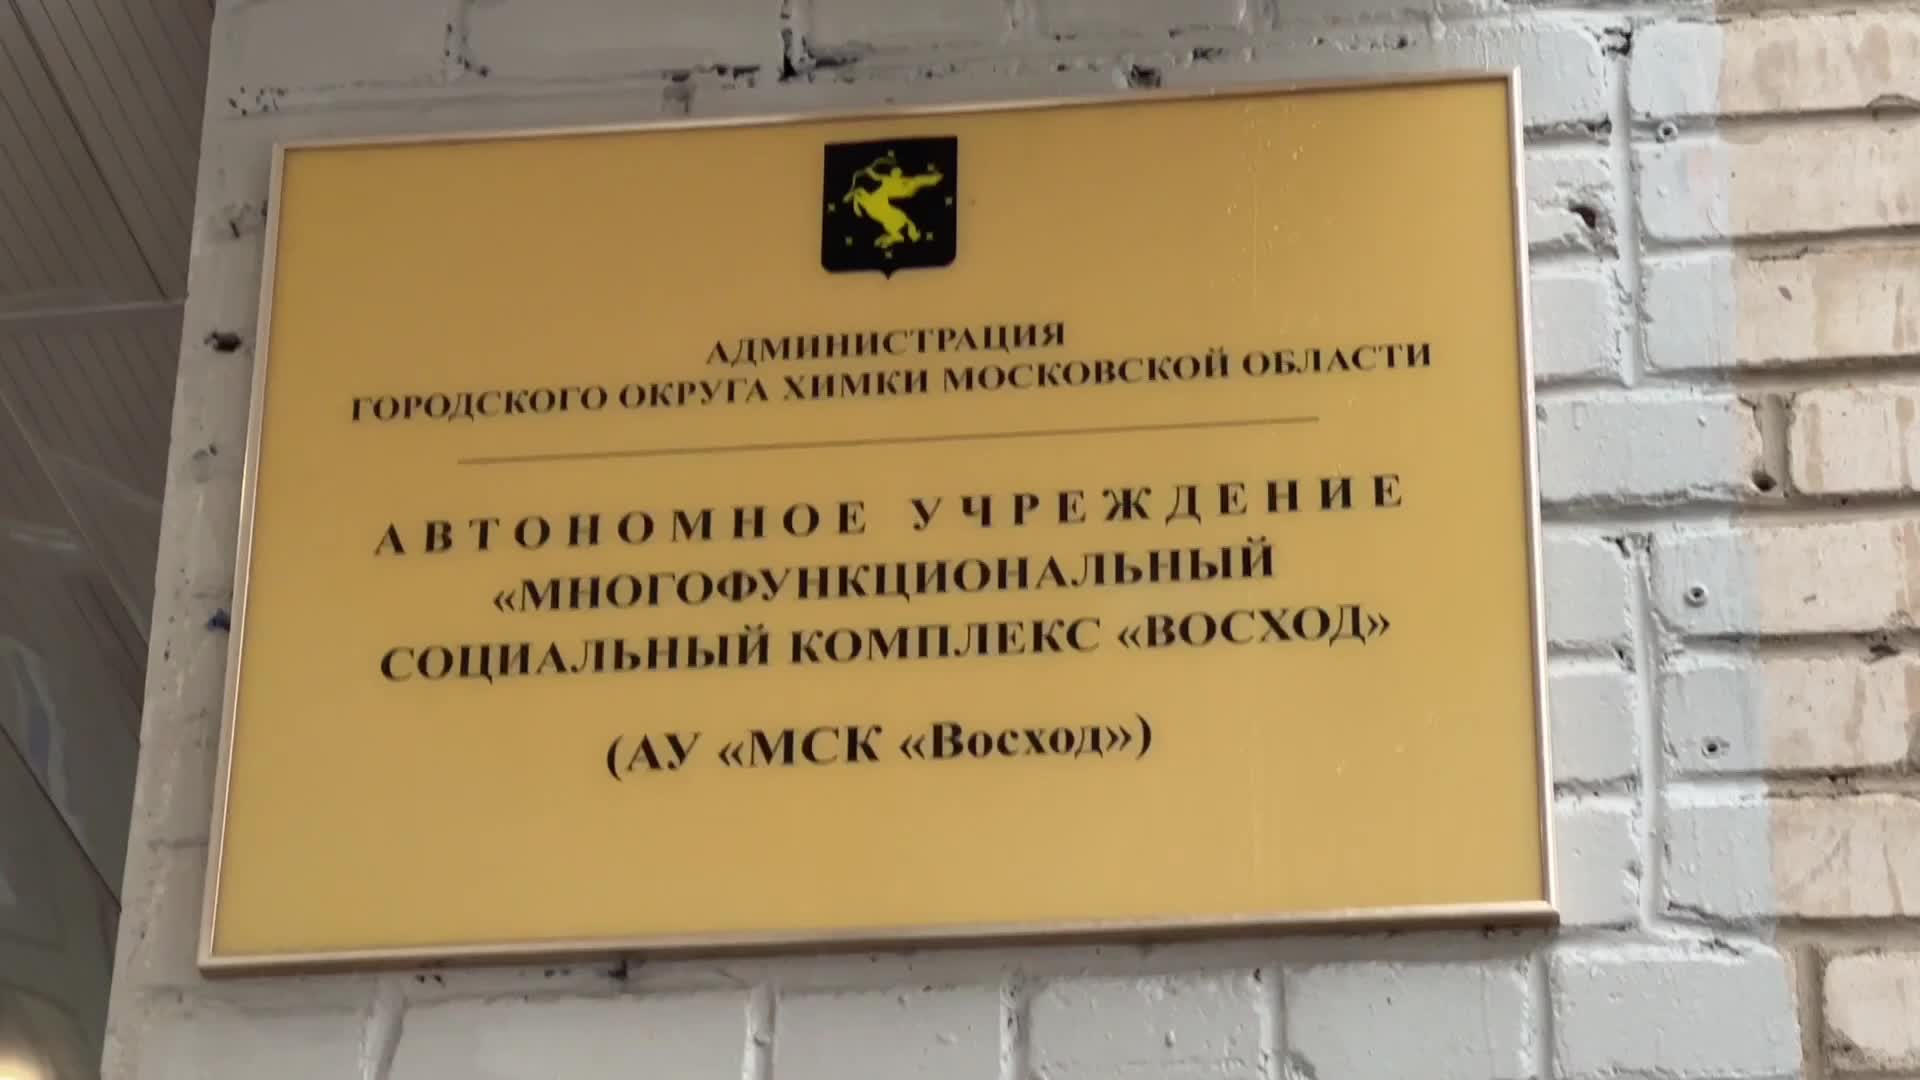 АДМИНИСТРАЦИЯ
ГОРОДСКОГО ОКРУГА ХИМКИ МОСКОВСКОЙ ОБЛАСТИ
АВТОНОМНОЕ УЧРЕЖДЕНИЕ
«МНОГОФУНКЦИОНАЛЬНЫЙ
СОЦИАЛЬНЫЙ КОМПЛЕКС «ВОСХОД»
(АУ «МСК «Восход»)